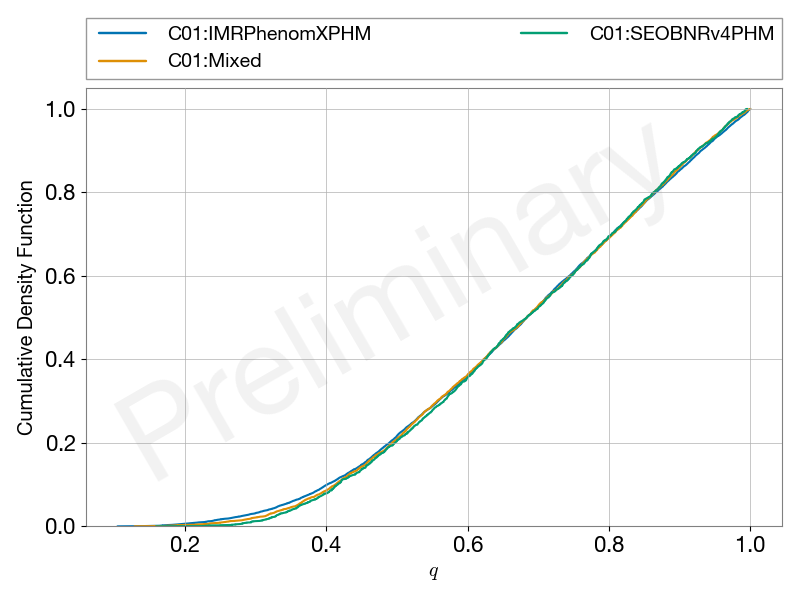 C01:IMRPhenomXPHM
C01:Mixed
C01:SEOBNRv4PHM
Cumulative Density Function
1.0
0.8
0.6
0.4
0.2
0.0
Preliminary
0.2 0.4 0.6 0.8 1.0
q